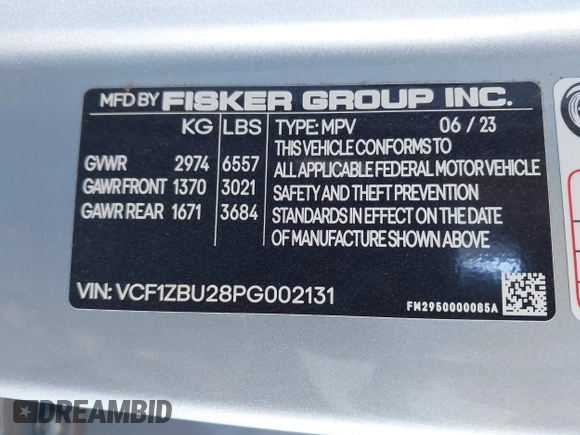 MFD BY FISKER GROUP INC.
KG LBS TYPE: MPV 06 / 23
THIS VEHICLE CONFORMS TO
GVWR 2974 6557 ALL APPLICABLE FEDERAL MOTOR VEHICLE
GAWR FRONT 1370 3021 SAFETY AND THEFT PREVENTION
GAWR REAR 1671 3684 STANDARDS IN EFFECT ON THE DATE
OF MANUFACTURE SHOWN ABOVE
VIN: VCF1ZBU28PG002131
FM2950000085A
DREAMBID